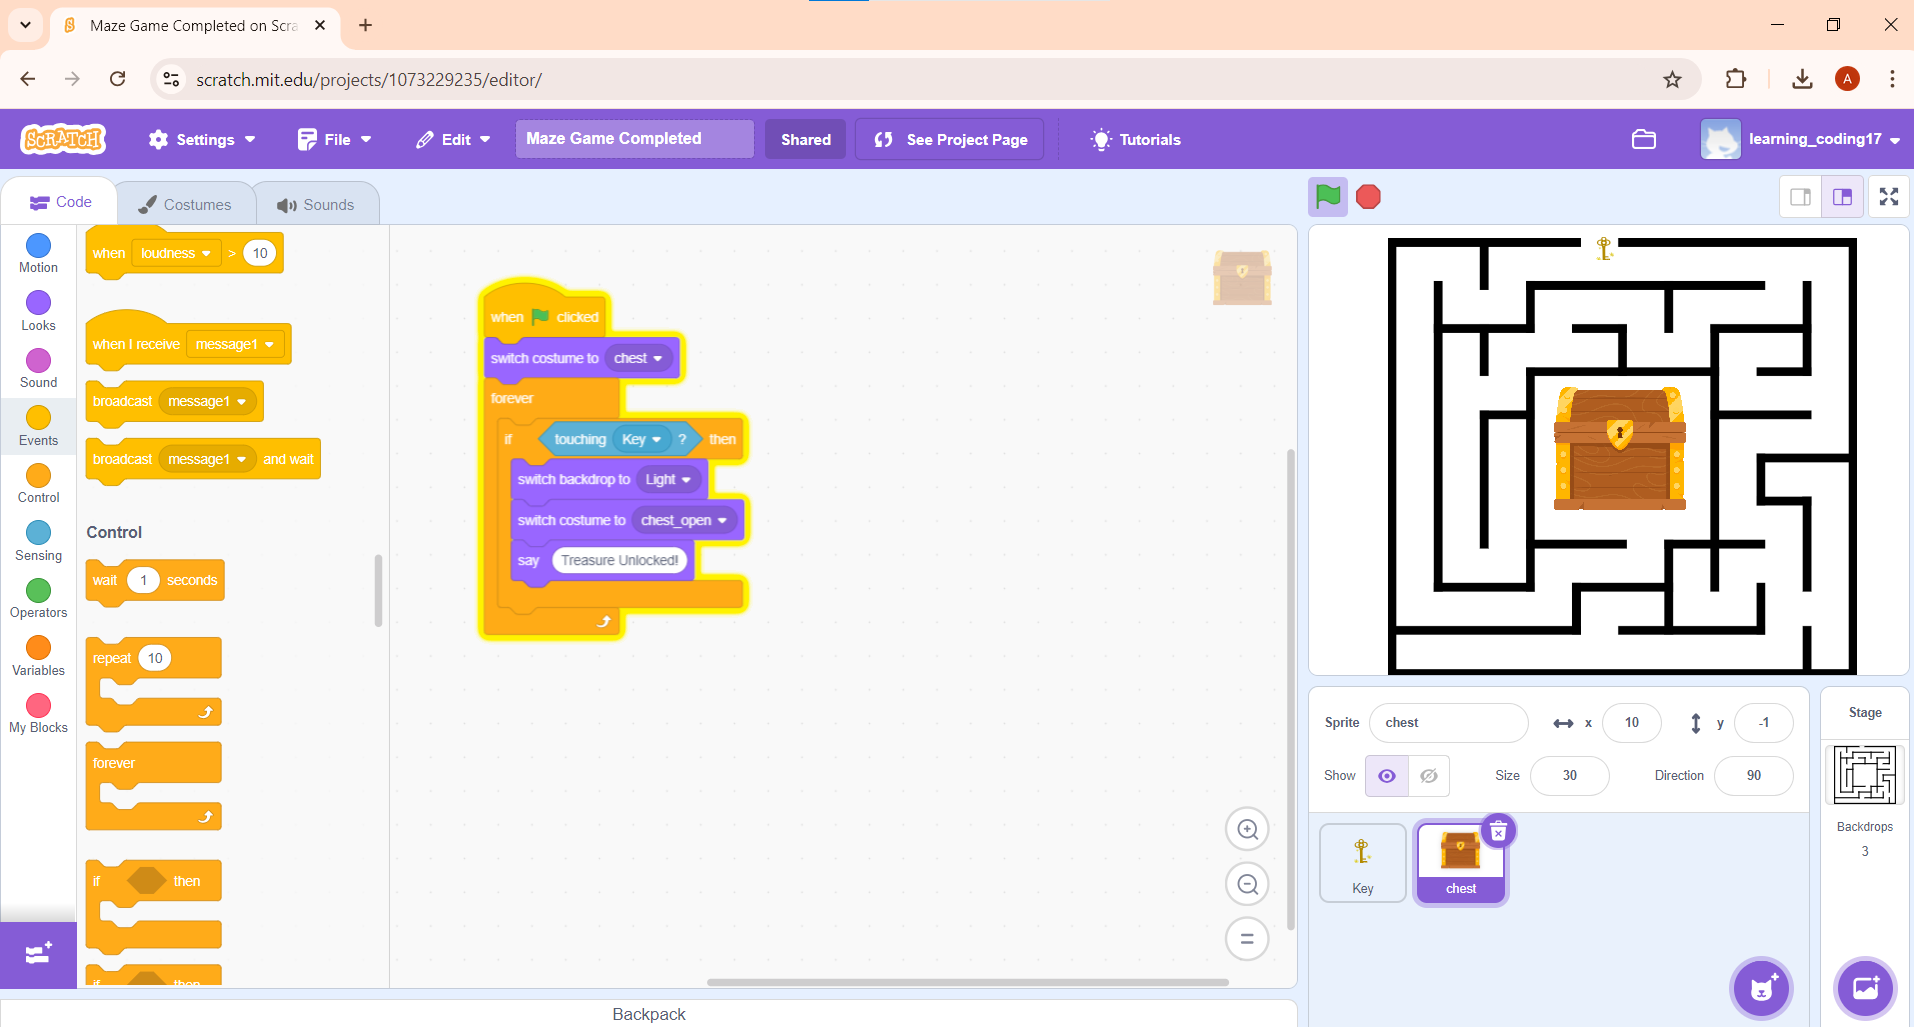 Maze Game Completed on Scra
scratch.mit.edu/projects/1073229235/editor/
A
SCRATCH
Settings
File
Edit
Maze Game Completed
Shared
See Project Page
Tutorials
learning_coding17
Code
Costumes
Sounds
Motion
Looks
Sound
Events
Control
Sensing
Operators
Variables
My Blocks
when loudness > 10
when I receive message1
broadcast message1
broadcast message1 and wait
Control
wait 1 seconds
repeat 10
forever
if then
if then
when clicked
switch costume to chest
forever
if touching Key ? then
switch backdrop to Light
switch costume to chest_open
say Treasure Unlocked!
Sprite chest x 10 y -1
Show Size 30 Direction 90
Key
chest
Stage
Backdrops
3
Backpack